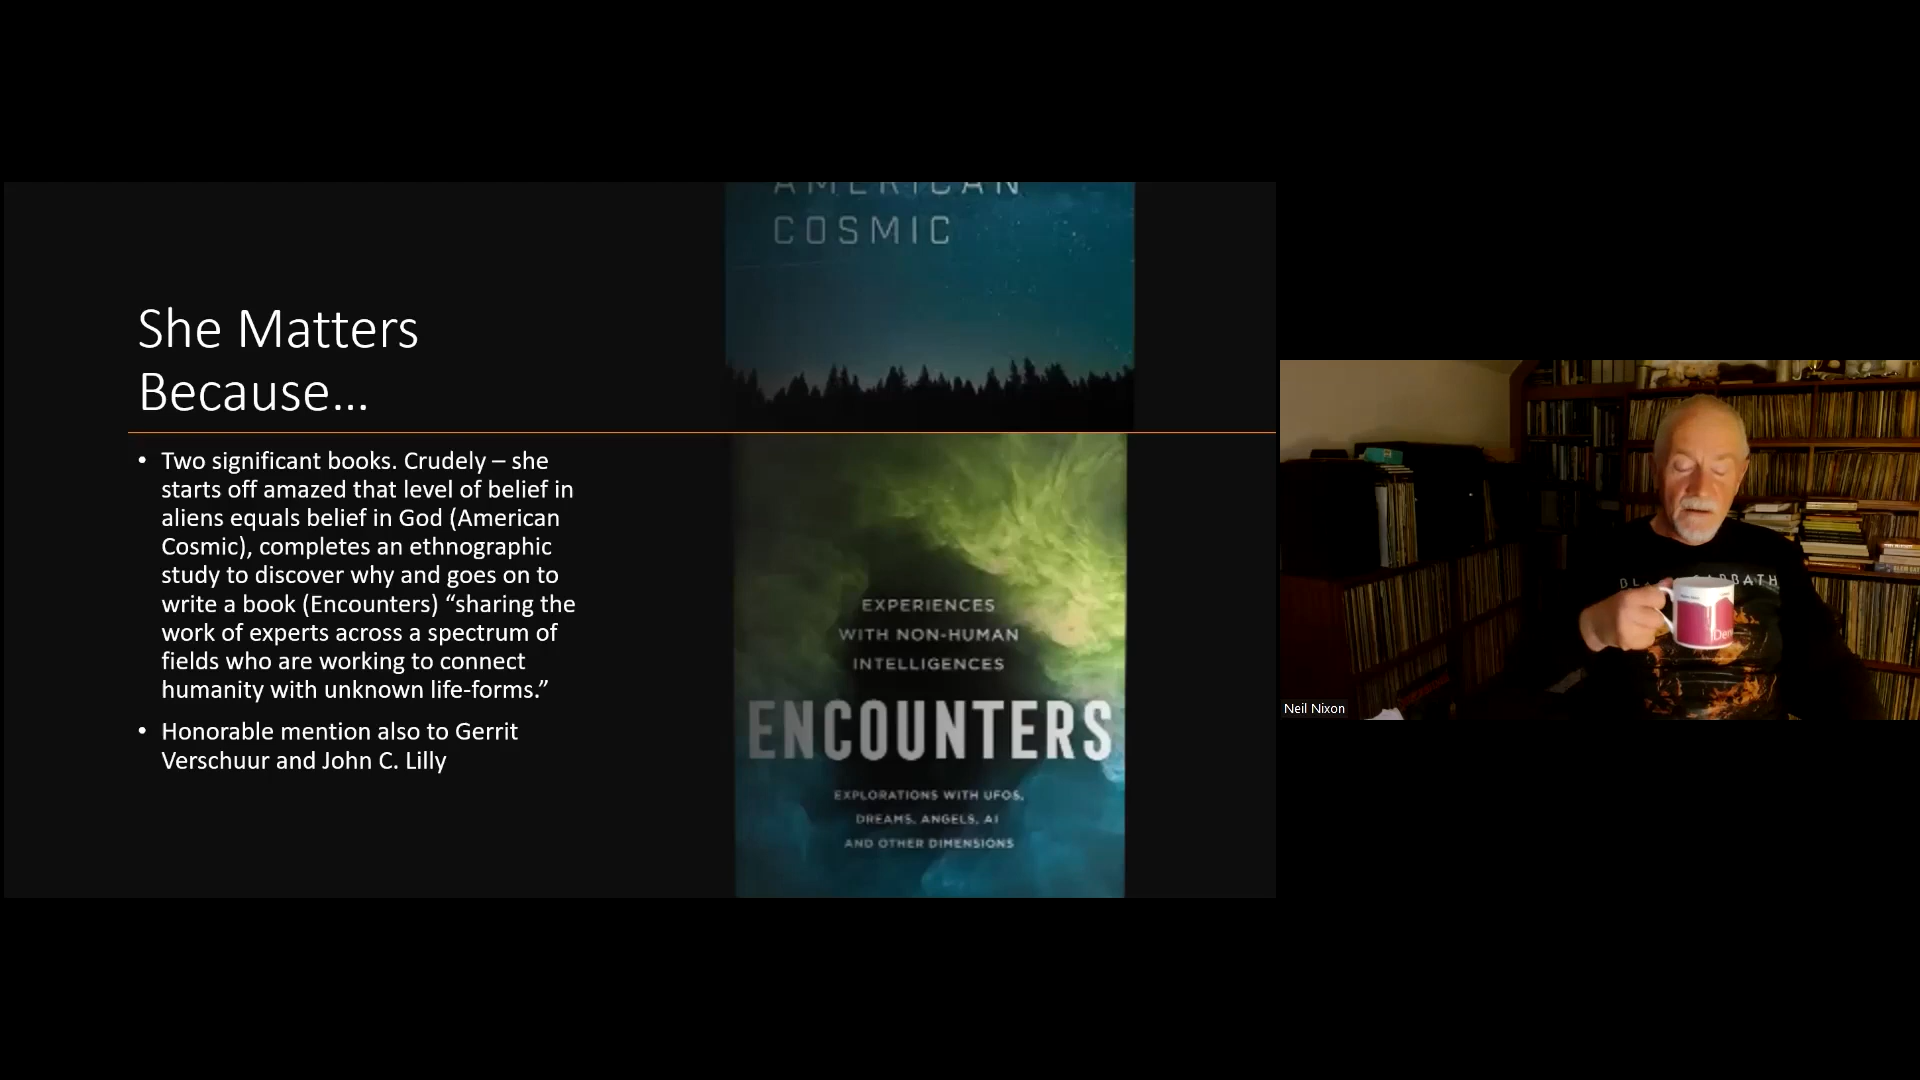 AMERICAN
COSMIC
She Matters
Because...
• Two significant books. Crudely – she
starts off amazed that level of belief in
aliens equals belief in God (American
Cosmic), completes an ethnographic
study to discover why and goes on to
write a book (Encounters) “sharing the
work of experts across a spectrum of
fields who are working to connect
humanity with unknown life-forms.”
• Honorable mention also to Gerrit
Verschuur and John C. Lilly
EXPERIENCES
WITH NON-HUMAN
INTELLIGENCES
ENCOUNTERS
EXPLORATIONS WITH UFOS,
DREAMS, ANGELS, AI
AND OTHER DIMENSIONS
Neil Nixon